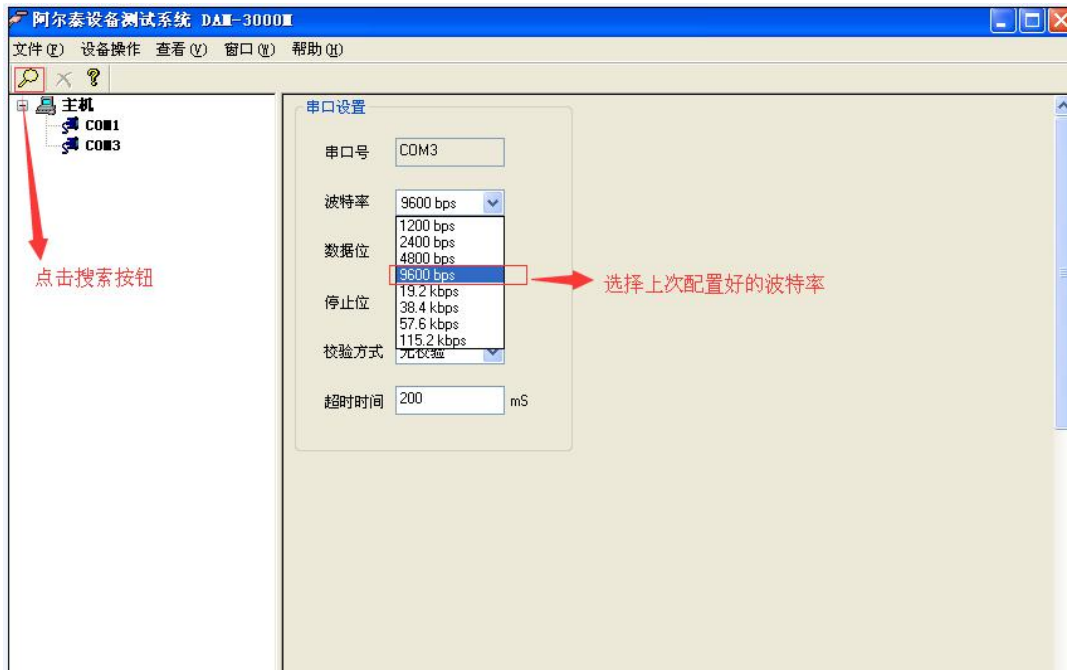 阿尔泰设备测试系统 DAM-3000M
文件(F) 设备操作 查看(V) 窗口(W) 帮助(H)
主机
COM1
COM3
串口设置
串口号 COM3
波特率 9600 bps
1200 bps
2400 bps
数据位
4800 bps
9600 bps
19.2 kbps
停止位
38.4 kbps
57.6 kbps
115.2 kbps
校验方式 无校验
超时时间 200 mS
点击搜索按钮
选择上次配置好的波特率